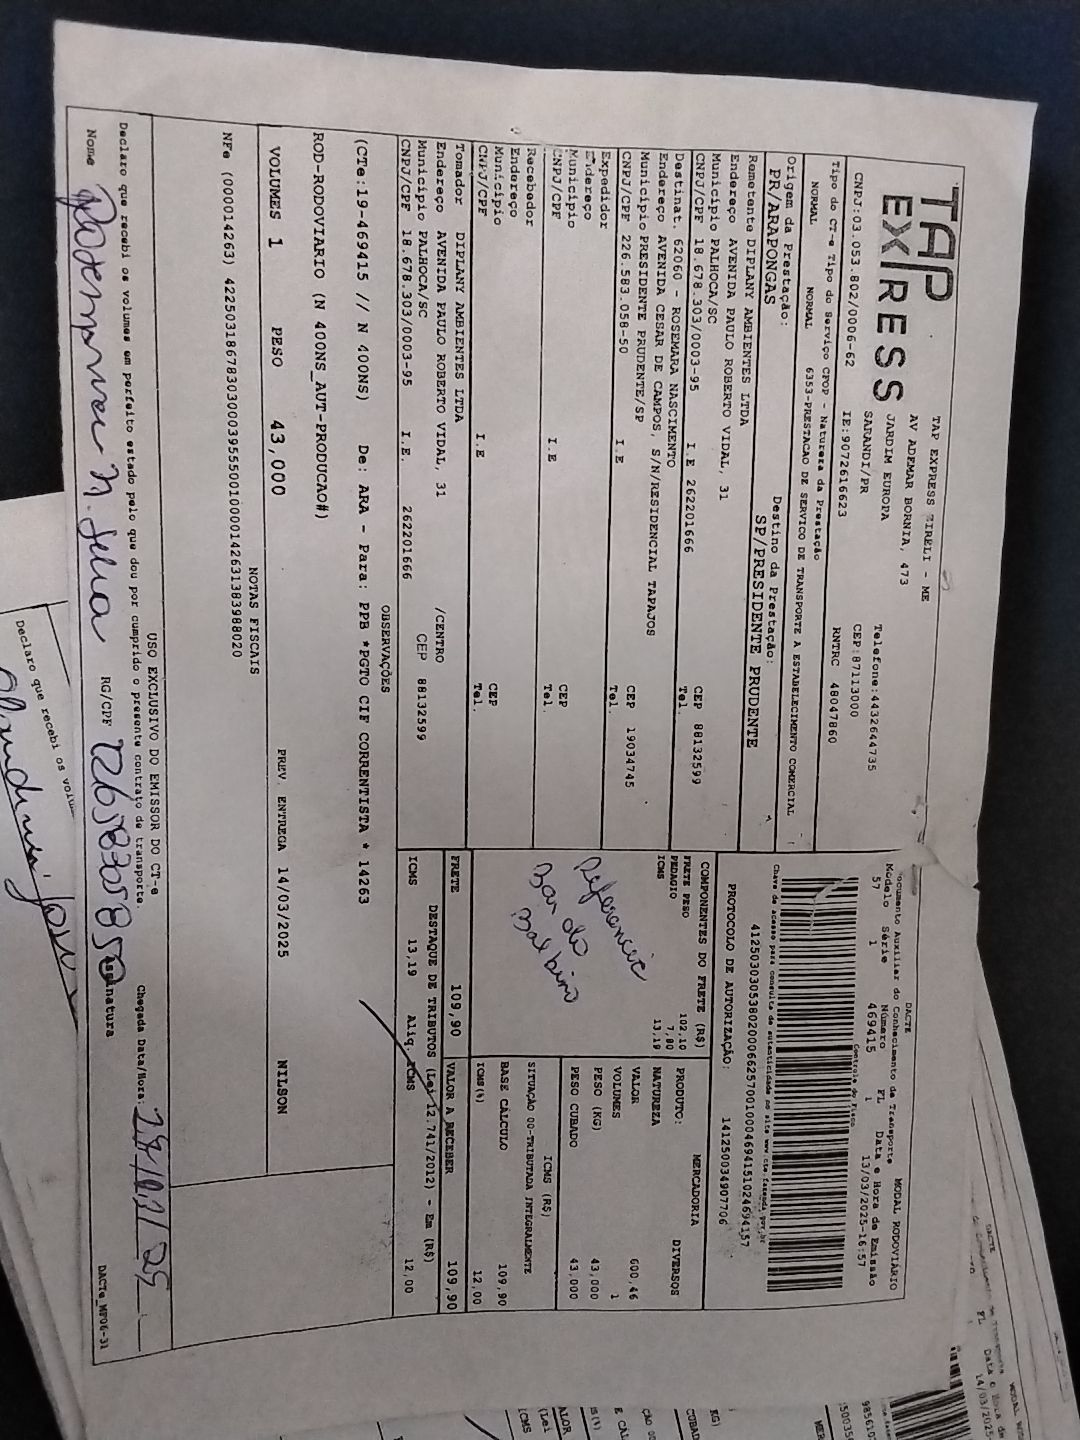 TAP
EXPRESS
TAP EXPRESS EIRELI - ME
AV ADEMAR BORNIA, 473
JARDIM EUROPA
SARANDI/PR
Telefone:4432644735
CEP:87113000
CNPJ:03.053.802/0006-62 IE:9072616623 RNTRC 48047860
Tipo do CT-e Tipo do Serviço CFOP - Natureza da Prestação
NORMAL NORMAL 6353-PRESTACAO DE SERVICO DE TRANSPORTE A ESTABELECIMENTO COMERCIAL
Origem da Prestação: Destino da Prestação:
PR/ARAPONGAS SP/PRESIDENTE PRUDENTE
Remetente DIPLANY AMBIENTES LTDA
Endereço AVENIDA PAULO ROBERTO VIDAL, 31
Municipio PALHOCA/SC CEP 88132599
CNPJ/CPF 18.678.303/0003-95 I.E 262201666 Tel.
Destinat. 62060 - ROSEMARA NASCIMENTO
Endereço AVENIDA CESAR DE CAMPOS, S/N/RESIDENCIAL TAPAJOS
Municipio PRESIDENTE PRUDENTE/SP CEP 19034745
CNPJ/CPF 226.583.058-50 I.E Tel.
Expedidor
Endereço
Municipio CEP
CNPJ/CPF I.E Tel.
Recebedor
Endereço
Municipio CEP
CNPJ/CPF I.E Tel.
Tomador DIPLANY AMBIENTES LTDA
Endereço AVENIDA PAULO ROBERTO VIDAL, 31 /CENTRO
Municipio PALHOCA/SC CEP 88132599
CNPJ/CPF 18.678.303/0003-95 I.E. 262201666
DACTE MODAL RODOVIÁRIO
Documento Auxiliar do Conhecimento de Transporte
Modelo Série Número FL Data e Hora de Emissão
57 1 469415 1 13/03/2025-16:57
Controle do Fisco
Chave de acesso para consulta de autenticidade no site www.cte.fazenda.gov.br
41250303053802000662570010004694151024694157
PROTOCOLO DE AUTORIZAÇÃO: 141250034907706
COMPONENTES DO FRETE (R$)
FRETE PESO 102,10
PEDAGIO 7,80
ICMS 13,19
Referencia
Bar do
Balbino
MERCADORIA
PRODUTO: DIVERSOS
NATUREZA
VALOR 600,46
VOLUMES 1
PESO (KG) 43,000
PESO CUBADO 43,000
ICMS (R$)
SITUAÇÃO 00-TRIBUTADA INTEGRALMENTE
BASE CALCULO 109,90
ICMS(%) 12,00
FRETE 109,90 VALOR A RECEBER 109,90
DESTAQUE DE TRIBUTOS (Lei 12.741/2012) - Em (R$)
ICMS 13,19 Aliq. ICMS 12,00
OBSERVAÇÕES
(CTe:19-469415 // N 400NS) De: ARA - Para: PPB *PGTO CIF CORRENTISTA * 14263
ROD-RODOVIARIO (N 400NS_AUT-PRODUCAO#)
VOLUMES 1 PESO 43,000 PREV. ENTREGA 14/03/2025 NILSON
NOTAS FISCAIS
NFe (000014263) 42250318678303000395550010000142631383988020
USO EXCLUSIVO DO EMISSOR DO CT-e
Declaro que recebi os volumes em perfeito estado pelo que dou por cumprido o presente contrato de transporte. Chegada Data/Hora:
Nome RG/CPF 22658305850 Assinatura
DACTe_MP06-31
Declaro que recebi os